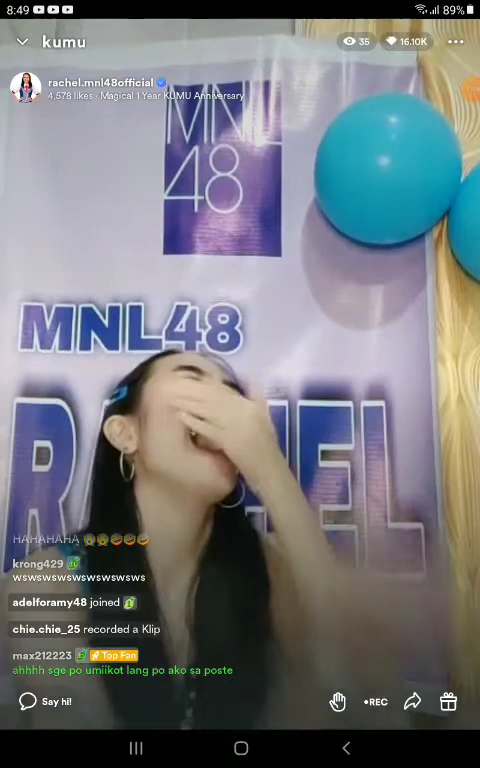 8:49
89%
kumu
35
16.10K
rachel.mnl48official
4,578 likes · Magical 1 Year KUMU Anniversary
MNL
48
MNL48
RA HEL
HAHAHAHA
krong429
wswswswswswswswsws
adelforamy48 joined
chie.chie_25 recorded a Klip
max212223 Top Fan
ahhhh sge po umiikot lang po ako sa poste
Say hi!
•REC